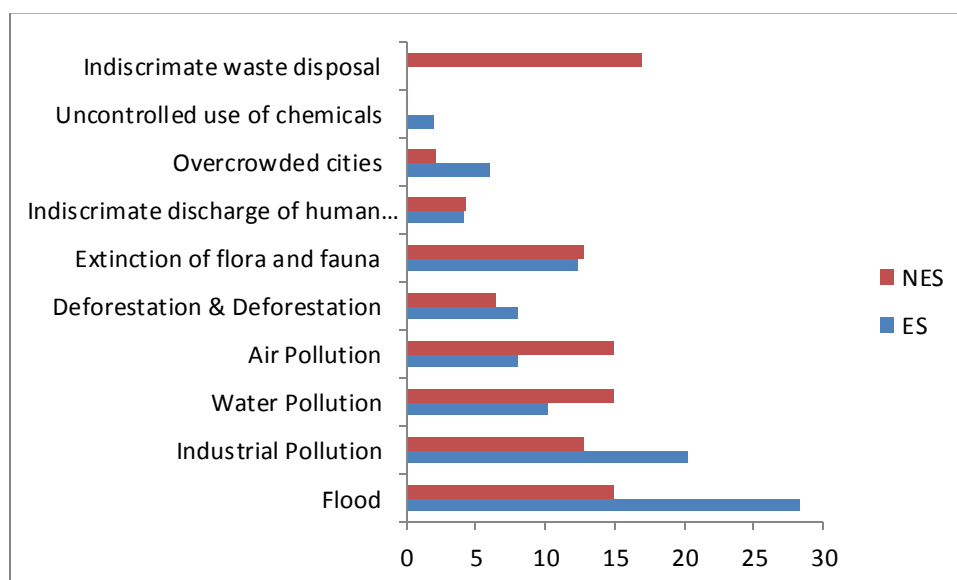 Indiscrimate waste disposal
Uncontrolled use of chemicals
Overcrowded cities
Indiscrimate discharge of human...
Extinction of flora and fauna
Deforestation & Deforestation
Air Pollution
Water Pollution
Industrial Pollution
Flood
0 5 10 15 20 25 30
NES
ES